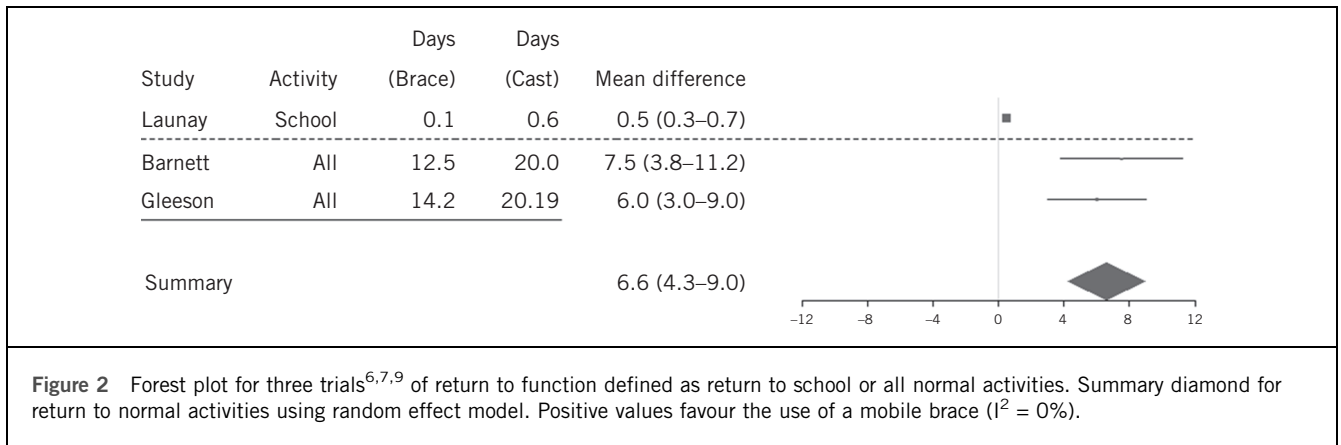 Days Days
Study Activity (Brace) (Cast) Mean difference
Launay School 0.1 0.6 0.5 (0.3–0.7)
Barnett All 12.5 20.0 7.5 (3.8–11.2)
Gleeson All 14.2 20.19 6.0 (3.0–9.0)
Summary 6.6 (4.3–9.0)
–12 –8 –4 0 4 8 12
Figure 2 Forest plot for three trials6,7,9 of return to function defined as return to school or all normal activities. Summary diamond for
return to normal activities using random effect model. Positive values favour the use of a mobile brace (I2 = 0%).